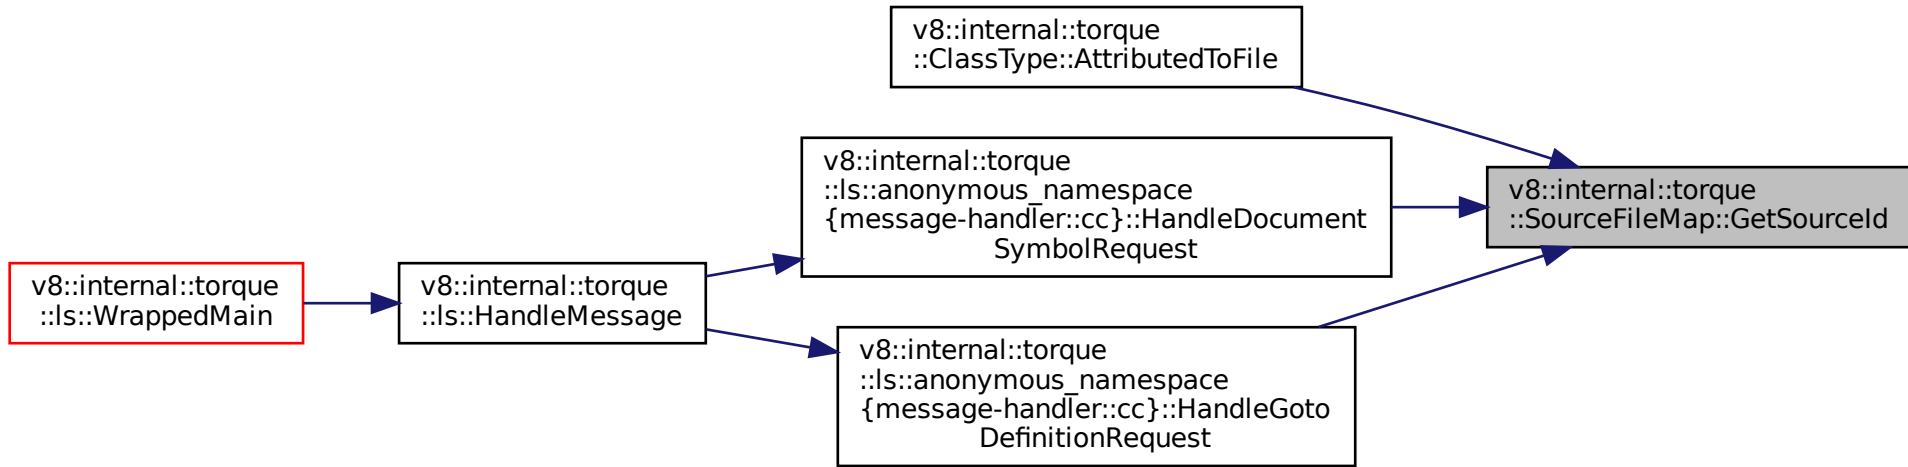 v8::internal::torque
::ClassType::AttributedToFile
v8::internal::torque
::ls::anonymous_namespace
{message-handler::cc}::HandleDocument
SymbolRequest
v8::internal::torque
::SourceFileMap::GetSourceId
v8::internal::torque
::ls::WrappedMain
v8::internal::torque
::ls::HandleMessage
v8::internal::torque
::ls::anonymous_namespace
{message-handler::cc}::HandleGoto
DefinitionRequest